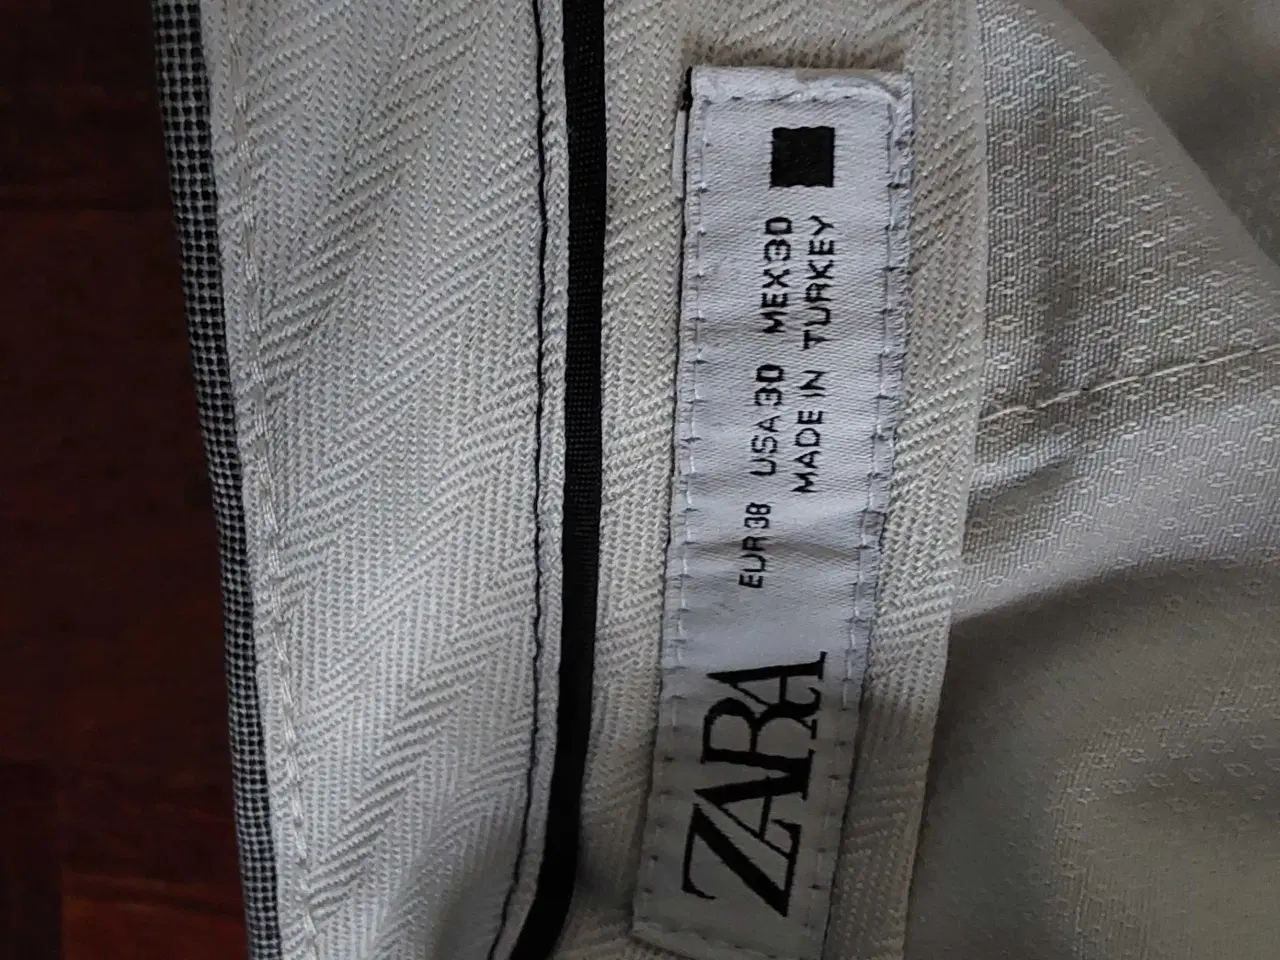 ZARA
EUR 38 USA 30 MEX 30
MADE IN TURKEY